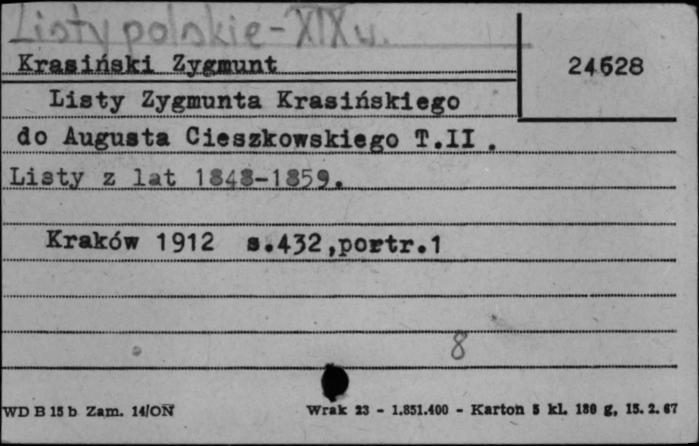 Listy polskie - XIX w.
Krasiński Zygmunt
24628
Listy Zygmunta Krasińskiego
do Augusta Cieszkowskiego T.II .
Listy z lat 1848-1859.
Kraków 1912 s.432,portr.1
8
WD B 15 b Zam. 14/ON
Wrak 23 - 1.851.400 - Karton 5 kl. 180 g, 15. 2. 67